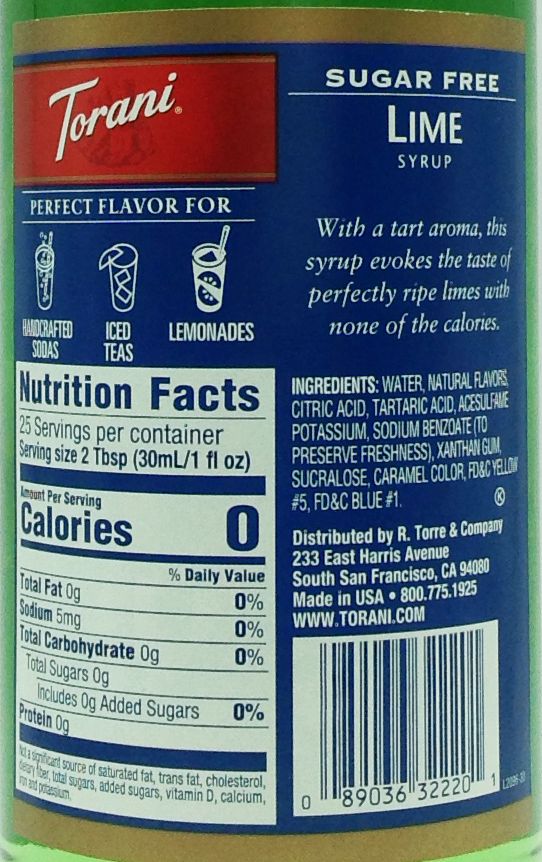 Torani®
PERFECT FLAVOR FOR
HANDCRAFTED
SODAS
ICED
TEAS
LEMONADES
Nutrition Facts
25 Servings per container
Serving size 2 Tbsp (30mL/1 fl oz)
Amount Per Serving
Calories 0
% Daily Value
Total Fat 0g 0%
Sodium 5mg 0%
Total Carbohydrate 0g 0%
Total Sugars 0g
Includes 0g Added Sugars 0%
Protein 0g
Not a significant source of saturated fat, trans fat, cholesterol,
dietary fiber, total sugars, added sugars, vitamin D, calcium,
iron and potassium.
SUGAR FREE
LIME
SYRUP
With a tart aroma, this
syrup evokes the taste of
perfectly ripe limes with
none of the calories.
INGREDIENTS: WATER, NATURAL FLAVORS,
CITRIC ACID, TARTARIC ACID, ACESULFAME
POTASSIUM, SODIUM BENZOATE (TO
PRESERVE FRESHNESS), XANTHAN GUM,
SUCRALOSE, CARAMEL COLOR, FD&C YELLOW
#5, FD&C BLUE #1.
Ⓚ
Distributed by R. Torre & Company
233 East Harris Avenue
South San Francisco, CA 94080
Made in USA • 800.775.1925
WWW.TORANI.COM
0 89036 32220 1